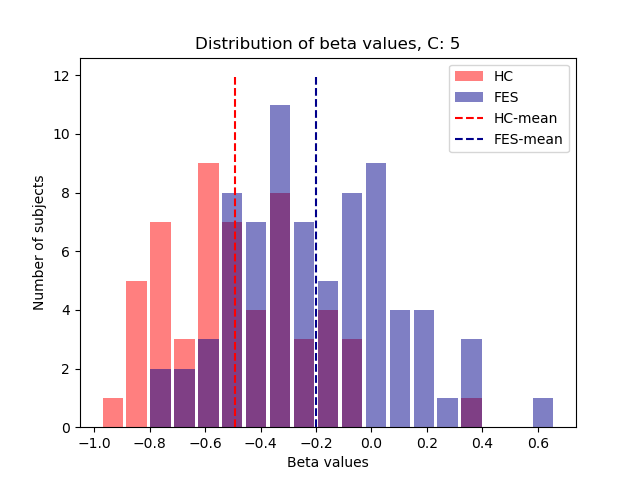 Distribution of beta values, C: 5
HC
FES
HC-mean
FES-mean
Number of subjects
12
10
8
6
4
2
0
−1.0 −0.8 −0.6 −0.4 −0.2 0.0 0.2 0.4 0.6
Beta values